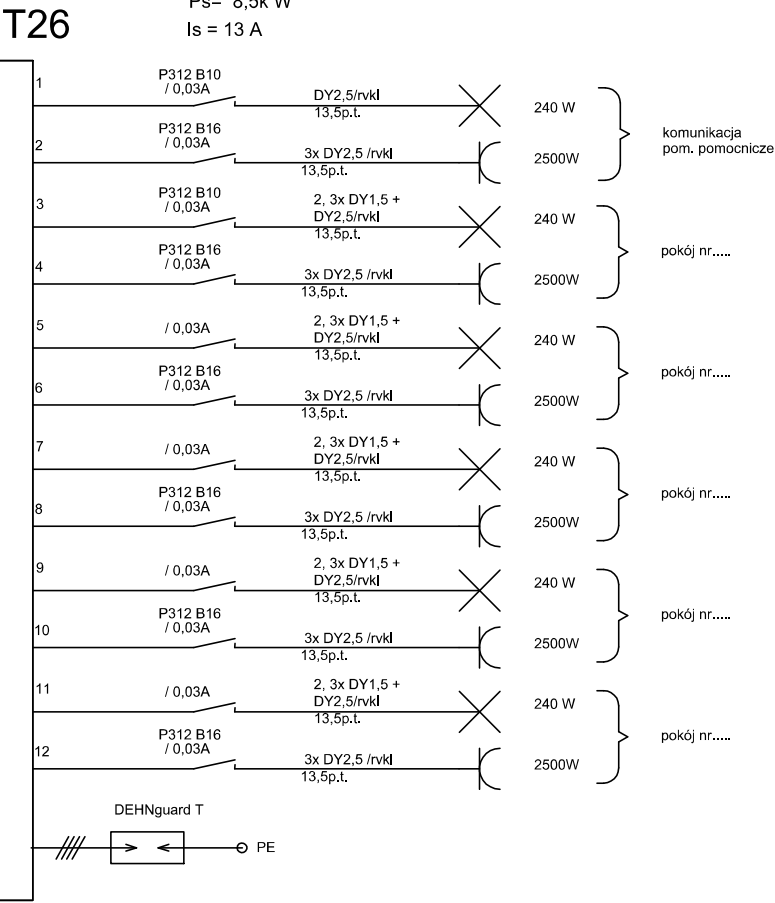 Ps= 8,5k W
T26
Is = 13 A
1
P312 B10
/ 0,03A
DY2,5/rvkl
13,5p.t.
240 W
2
P312 B16
/ 0,03A
3x DY2,5 /rvkl
13,5p.t.
2500W
komunikacja
pom. pomocnicze
3
P312 B10
/ 0,03A
2, 3x DY1,5 +
DY2,5/rvkl
13,5p.t.
240 W
4
P312 B16
/ 0,03A
3x DY2,5 /rvkl
13,5p.t.
2500W
pokój nr.....
5
/ 0,03A
2, 3x DY1,5 +
DY2,5/rvkl
13,5p.t.
240 W
6
P312 B16
/ 0,03A
3x DY2,5 /rvkl
13,5p.t.
2500W
pokój nr.....
7
/ 0,03A
2, 3x DY1,5 +
DY2,5/rvkl
13,5p.t.
240 W
8
P312 B16
/ 0,03A
3x DY2,5 /rvkl
13,5p.t.
2500W
pokój nr.....
9
/ 0,03A
2, 3x DY1,5 +
DY2,5/rvkl
13,5p.t.
240 W
10
P312 B16
/ 0,03A
3x DY2,5 /rvkl
13,5p.t.
2500W
pokój nr.....
11
/ 0,03A
2, 3x DY1,5 +
DY2,5/rvkl
13,5p.t.
240 W
12
P312 B16
/ 0,03A
3x DY2,5 /rvkl
13,5p.t.
2500W
pokój nr.....
DEHNguard T
PE